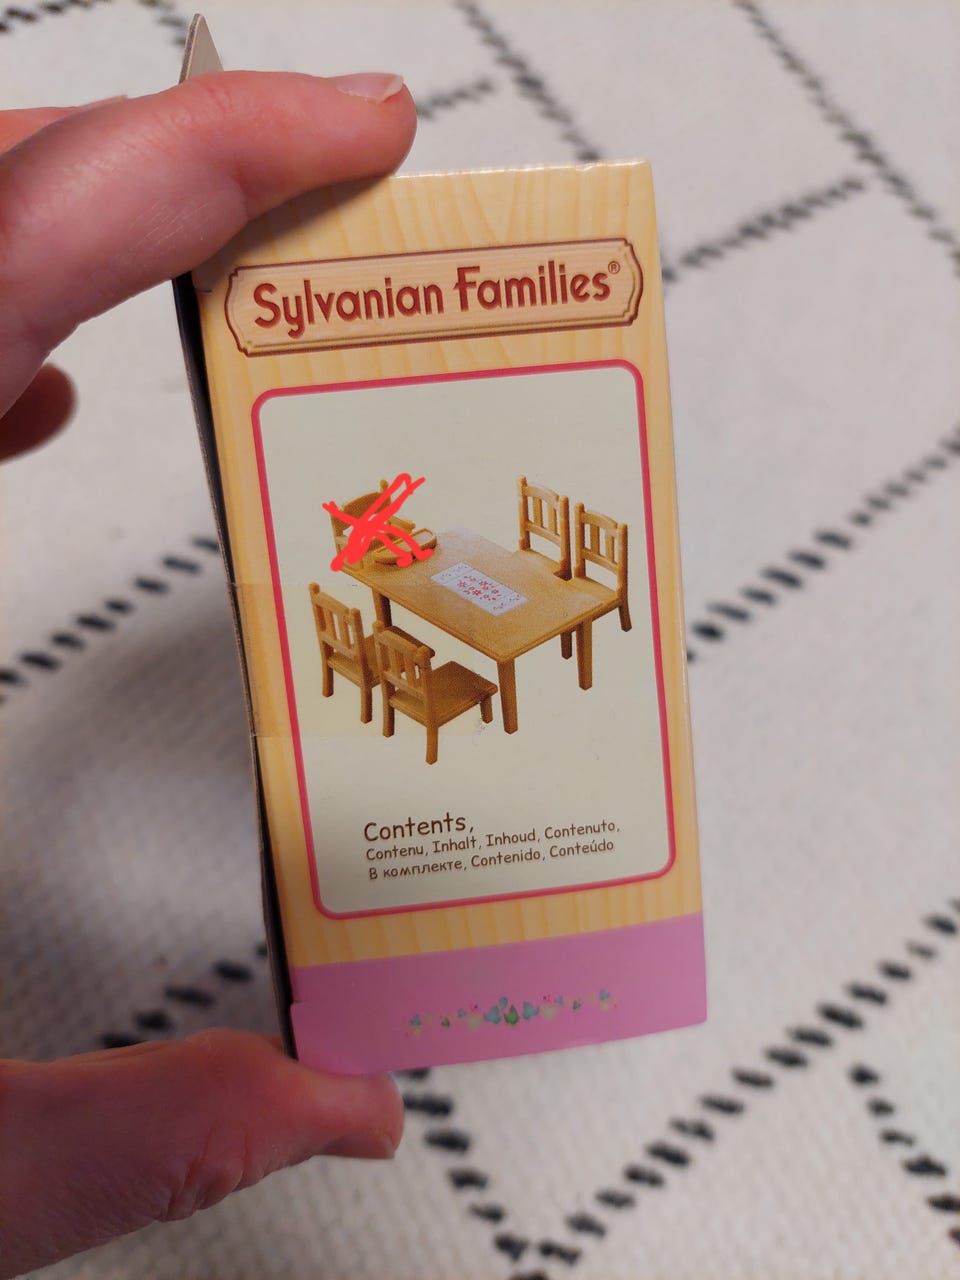 Sylvanian Families®
Contents,
Contenu, Inhalt, Inhoud, Contenuto,
В комплекте, Contenido, Conteúdo